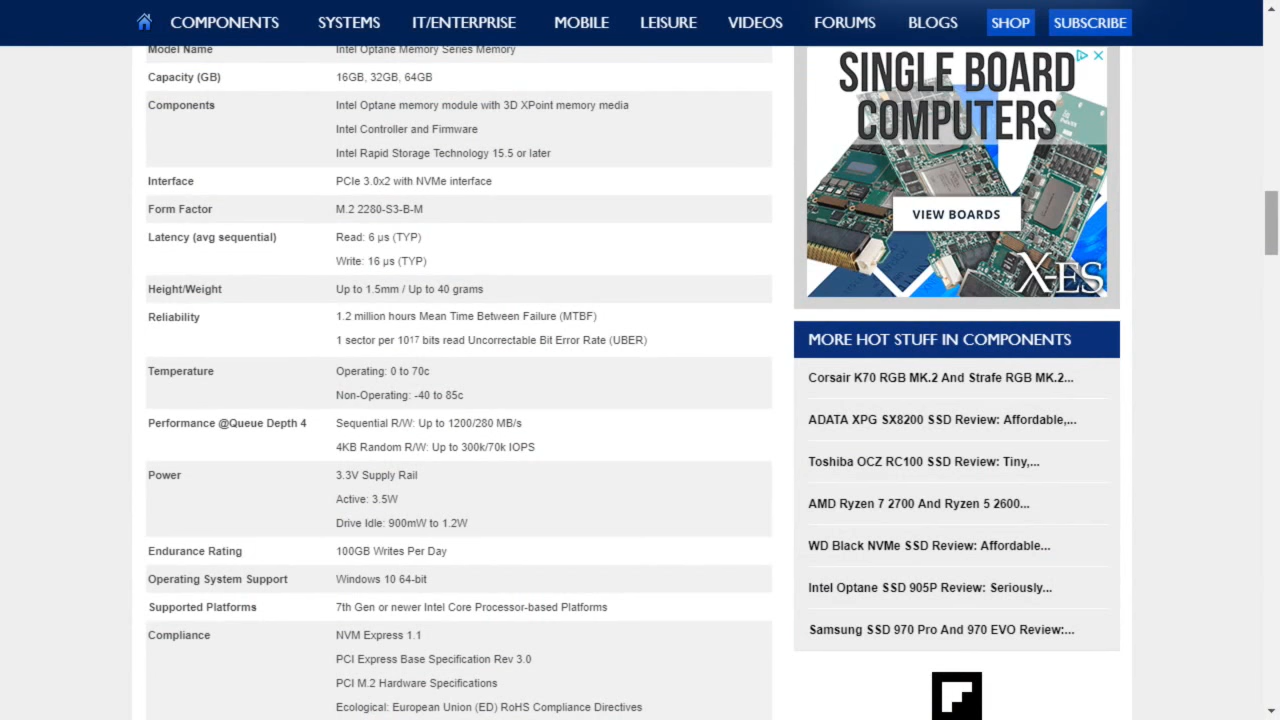 COMPONENTS SYSTEMS IT/ENTERPRISE MOBILE LEISURE VIDEOS FORUMS BLOGS SHOP SUBSCRIBE
Model Name Intel Optane Memory Series Memory
Capacity (GB) 16GB, 32GB, 64GB
Components Intel Optane memory module with 3D XPoint memory media
Intel Controller and Firmware
Intel Rapid Storage Technology 15.5 or later
Interface PCIe 3.0x2 with NVMe interface
Form Factor M.2 2280-S3-B-M
Latency (avg sequential) Read: 6 µs (TYP)
Write: 16 µs (TYP)
Height/Weight Up to 1.5mm / Up to 40 grams
Reliability 1.2 million hours Mean Time Between Failure (MTBF)
1 sector per 10¹⁷ bits read Uncorrectable Bit Error Rate (UBER)
Temperature Operating: 0 to 70c
Non-Operating: -40 to 85c
Performance @Queue Depth 4 Sequential R/W: Up to 1200/280 MB/s
4KB Random R/W: Up to 300k/70k IOPS
Power 3.3V Supply Rail
Active: 3.5W
Drive Idle: 900mW to 1.2W
Endurance Rating 100GB Writes Per Day
Operating System Support Windows 10 64-bit
Supported Platforms 7th Gen or newer Intel Core Processor-based Platforms
Compliance NVM Express 1.1
PCI Express Base Specification Rev 3.0
PCI M.2 Hardware Specifications
Ecological: European Union (ED) RoHS Compliance Directives
SINGLE BOARD
COMPUTERS
VIEW BOARDS
X-ES
MORE HOT STUFF IN COMPONENTS
Corsair K70 RGB MK.2 And Strafe RGB MK.2...
ADATA XPG SX8200 SSD Review: Affordable,...
Toshiba OCZ RC100 SSD Review: Tiny,...
AMD Ryzen 7 2700 And Ryzen 5 2600...
WD Black NVMe SSD Review: Affordable...
Intel Optane SSD 905P Review: Seriously...
Samsung SSD 970 Pro And 970 EVO Review:...